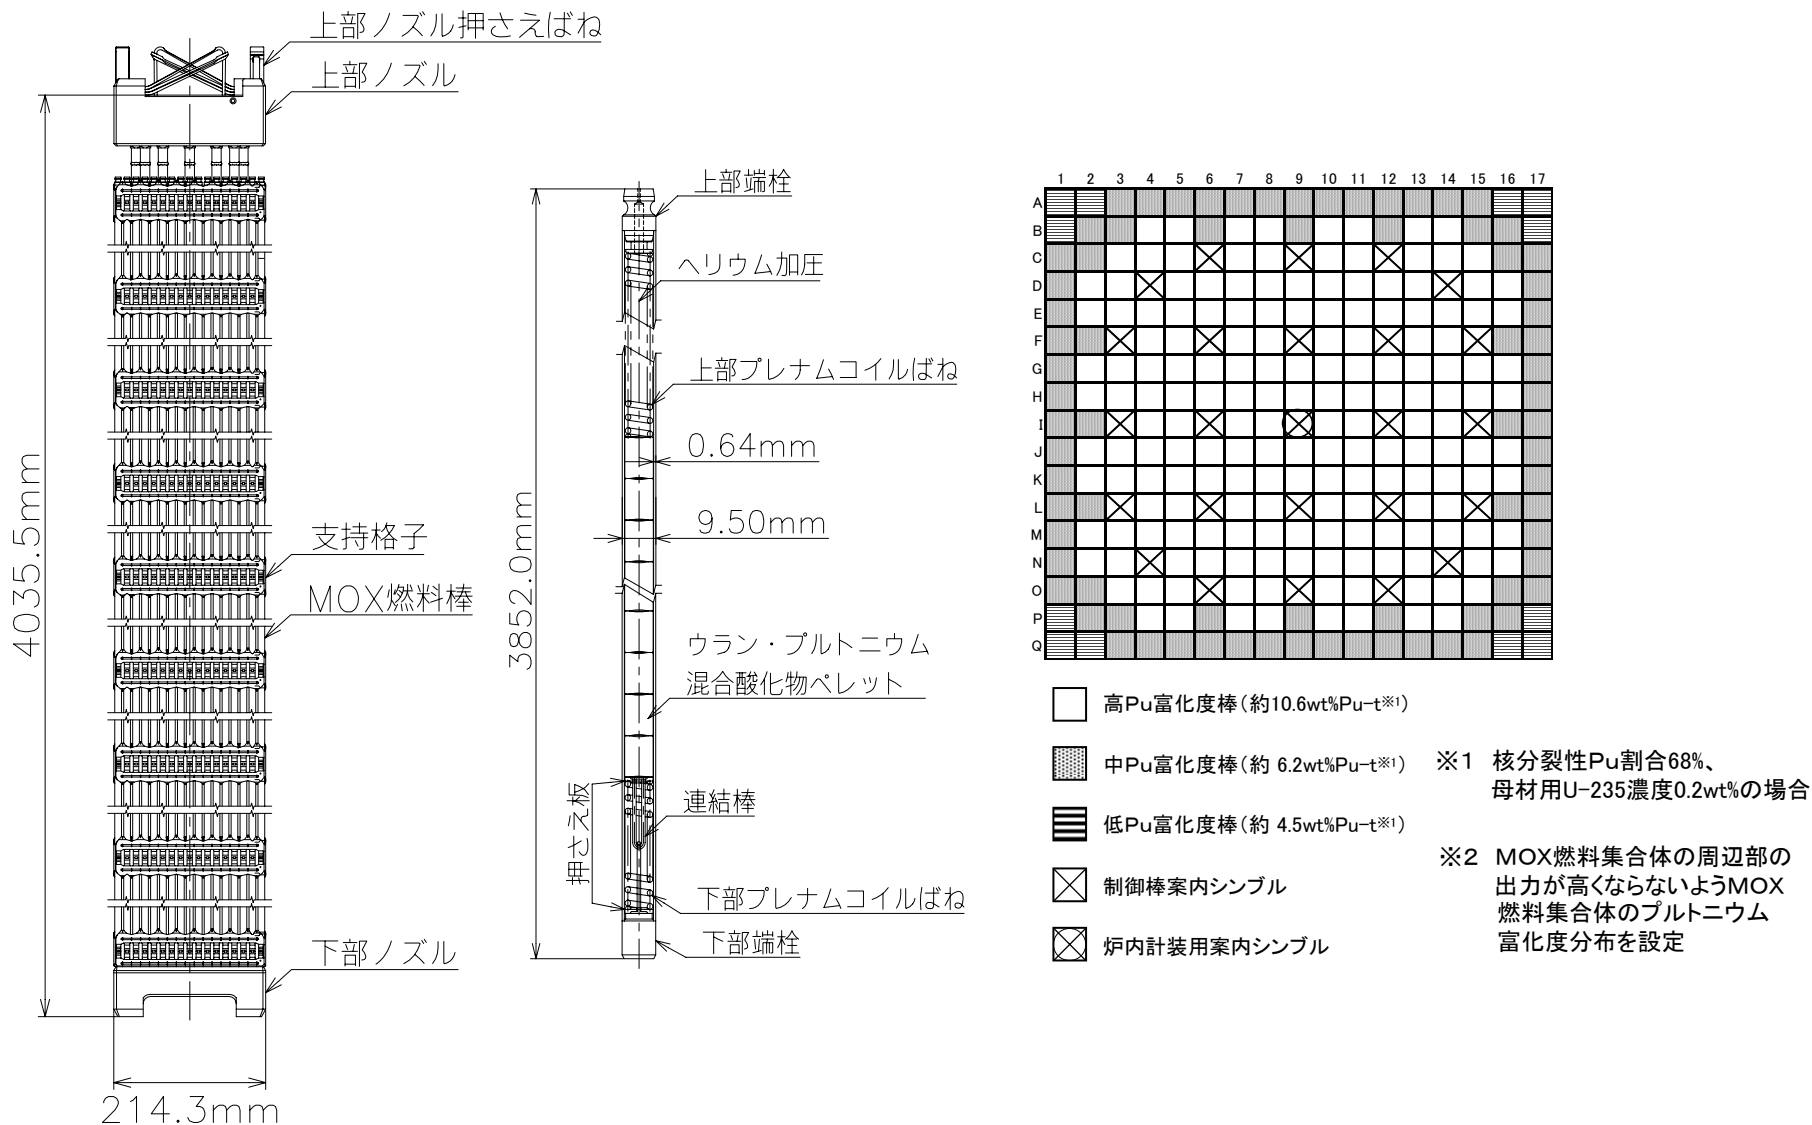 上部ノズル押さえばね
上部ノズル
4035.5mm
支持格子
MOX燃料棒
下部ノズル
214.3mm
上部端栓
ヘリウム加圧
上部プレナムコイルばね
0.64mm
9.50mm
3852.0mm
ウラン・プルトニウム
混合酸化物ペレット
押さえ板
連結棒
下部プレナムコイルばね
下部端栓
1 2 3 4 5 6 7 8 9 10 11 12 13 14 15 16 17
A
B
C
D
E
F
G
H
I
J
K
L
M
N
O
P
Q
高Pu富化度棒（約10.6wt%Pu-t※1）
中Pu富化度棒（約 6.2wt%Pu-t※1）
低Pu富化度棒（約 4.5wt%Pu-t※1）
制御棒案内シンブル
炉内計装用案内シンブル
※1 核分裂性Pu割合68%、
母材用U-235濃度0.2wt%の場合
※2 MOX燃料集合体の周辺部の
出力が高くならないようMOX
燃料集合体のプルトニウム
富化度分布を設定